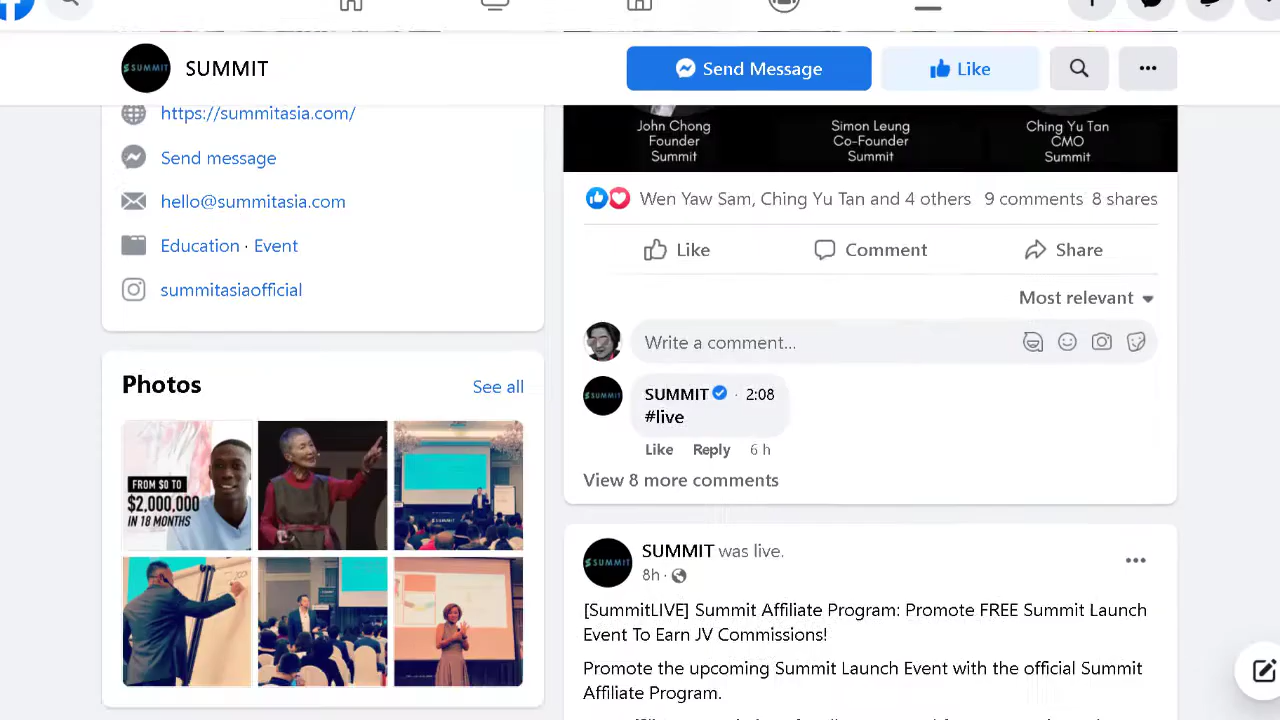 SUMMIT
SUMMIT
Send Message
Like
https://summitasia.com/
Send message
hello@summitasia.com
Education · Event
summitasiaofficial
Photos
See all
FROM $0 TO
$2,000,000
IN 18 MONTHS
John Chong
Founder
Summit
Simon Leung
Co-Founder
Summit
Ching Yu Tan
CMO
Summit
Wen Yaw Sam, Ching Yu Tan and 4 others
9 comments 8 shares
Like
Comment
Share
Most relevant
Write a comment...
SUMMIT
SUMMIT · 2:08
#live
Like Reply 6 h
View 8 more comments
SUMMIT
SUMMIT was live.
8h ·
[SummitLIVE] Summit Affiliate Program: Promote FREE Summit Launch
Event To Earn JV Commissions!
Promote the upcoming Summit Launch Event with the official Summit
Affiliate Program.